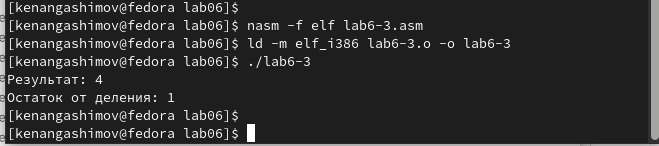 [kenangashimov@fedora lab06]$
[kenangashimov@fedora lab06]$ nasm -f elf lab6-3.asm
[kenangashimov@fedora lab06]$ ld -m elf_i386 lab6-3.o -o lab6-3
[kenangashimov@fedora lab06]$ ./lab6-3
Результат: 4
Остаток от деления: 1
[kenangashimov@fedora lab06]$
[kenangashimov@fedora lab06]$